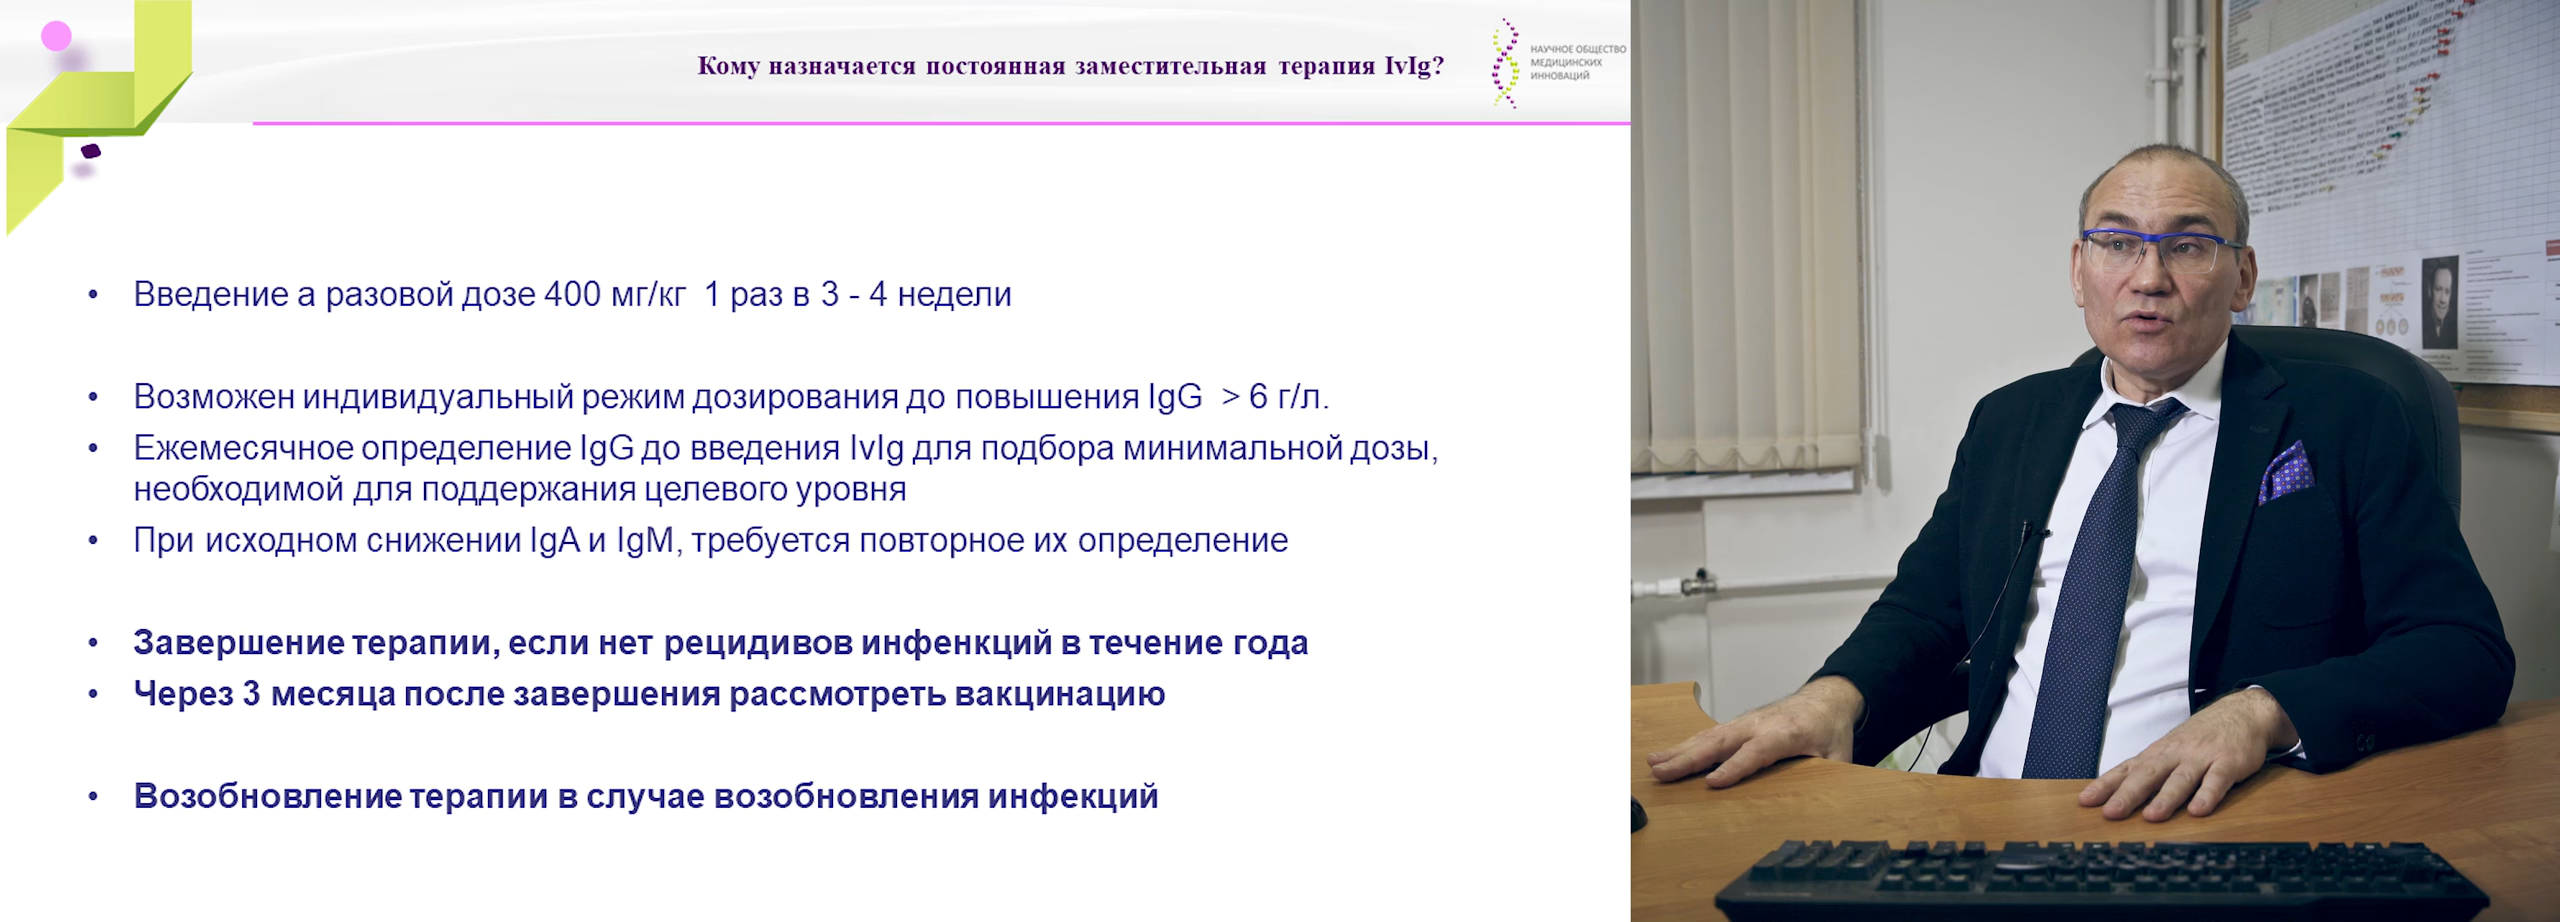 Кому назначается постоянная заместительная терапия IvIg?
НАУЧНОЕ ОБЩЕСТВО
МЕДИЦИНСКИХ
ИННОВАЦИЙ
• Введение а разовой дозе 400 мг/кг 1 раз в 3 - 4 недели
• Возможен индивидуальный режим дозирования до повышения IgG > 6 г/л.
• Ежемесячное определение IgG до введения IvIg для подбора минимальной дозы,
необходимой для поддержания целевого уровня
• При исходном снижении IgA и IgM, требуется повторное их определение
• Завершение терапии, если нет рецидивов инфенкций в течение года
• Через 3 месяца после завершения рассмотреть вакцинацию
• Возобновление терапии в случае возобновления инфекций